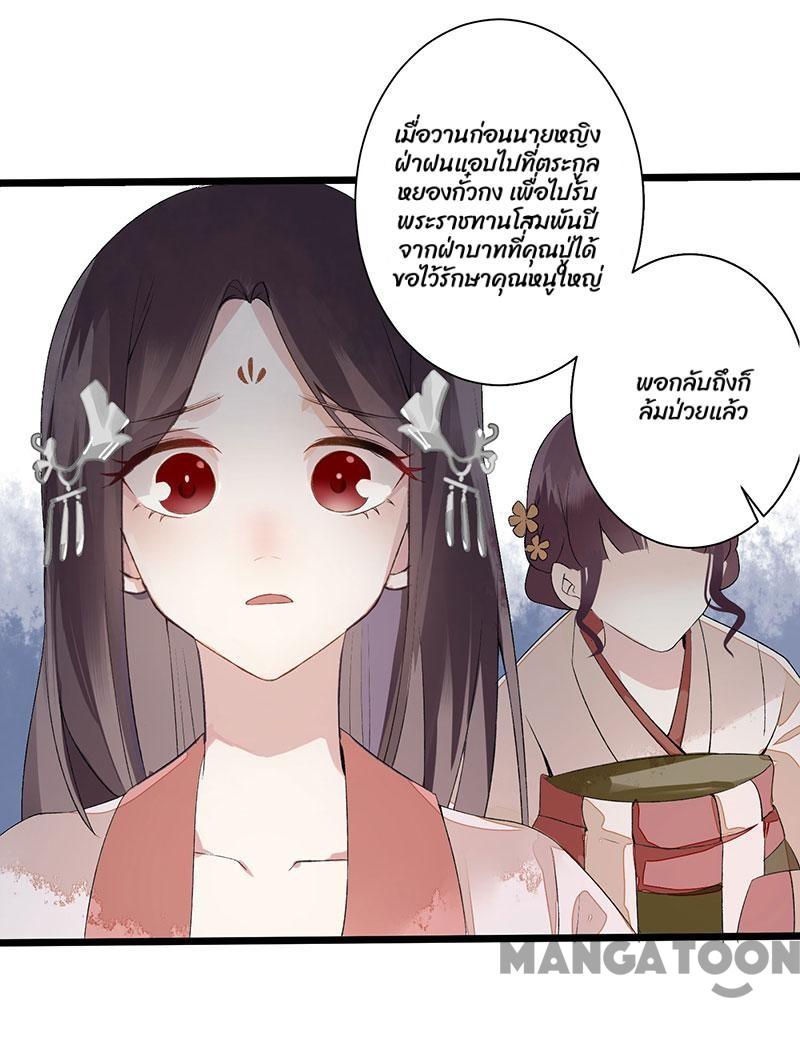 เมื่อวานก่อนนายหญิง
ฝ่าฝนแอบไปที่ตระกูล
หยองกั๋วกง เพื่อไปรับ
พระราชทานโสมพันปี
จากฝ่าบาทที่คุณปู่ได้
ขอไว้รักษาคุณหนูใหญ่
พอกลับถึงก็
ล้มป่วยแล้ว
MANGATOON